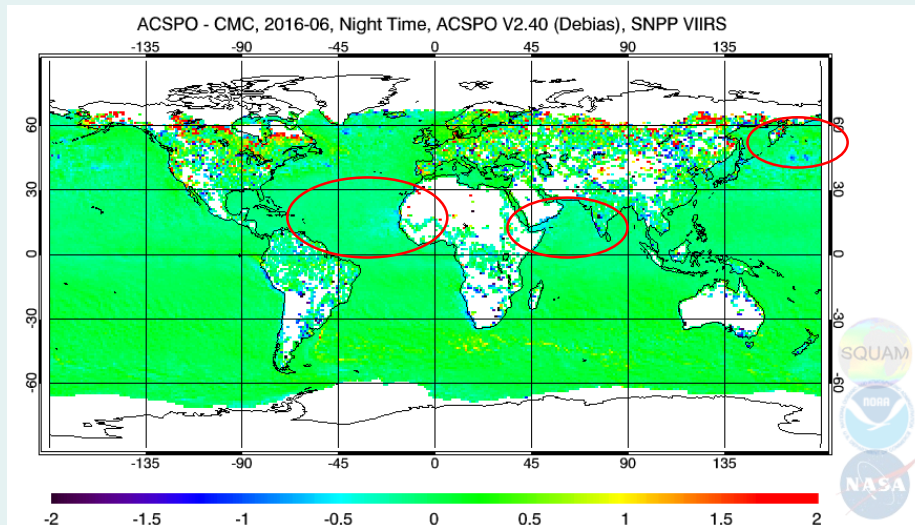 ACSPO - CMC, 2016-06, Night Time, ACSPO V2.40 (Debias), SNPP VIIRS
-135 -90 -45 0 45 90 135
60 60
30 30
0 0
-30 -30
-60 -60
SQUAM
NOAA
NASA
-135 -90 -45 0 45 90 135
-2 -1.5 -1 -0.5 0 0.5 1 1.5 2